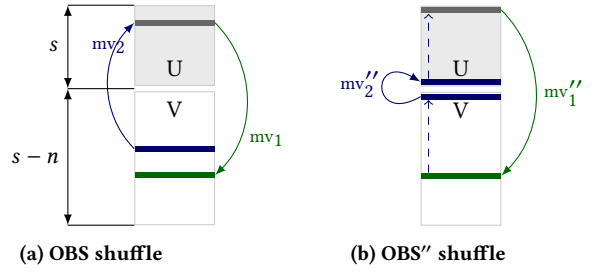 s
mv₂
U
V
mv₁
s − n
(a) OBS shuffle
U
mv₂′′
V
mv₁′′
(b) OBS′′ shuffle